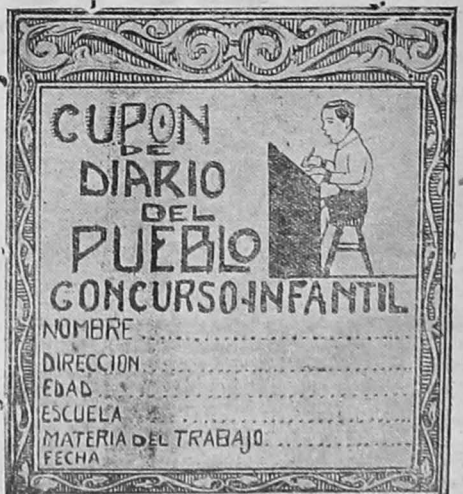 CUPON
DE
DIARIO
DEL
PUEBLO
CONCURSO INFANTIL
NOMBRE
DIRECCION
EDAD
ESCUELA
MATERIA DEL TRABAJO
FECHA